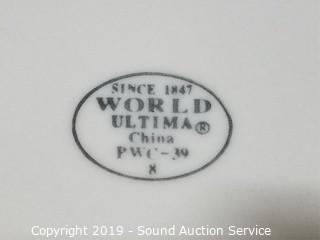 SINCE 1847
WORLD
ULTIMA®
China
PWC-39
8
Copyright 2019 - Sound Auction Service